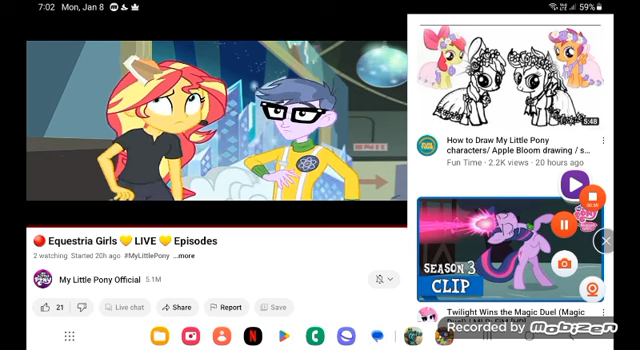 7:02 Mon, Jan 8
59%
5:48
How to Draw My Little Pony
characters/ Apple Bloom drawing / s...
Fun Time · 2.2K views · 20 hours ago
SEASON 3
CLIP
Twilight Wins the Magic Duel (Magic
🔴 Equestria Girls 💛 LIVE 💛 Episodes
2 watching Started 20h ago #MyLittlePony ...more
My Little Pony Official 5.1M
21
Live chat
Share
Report
Save
Recorded by Mobizen